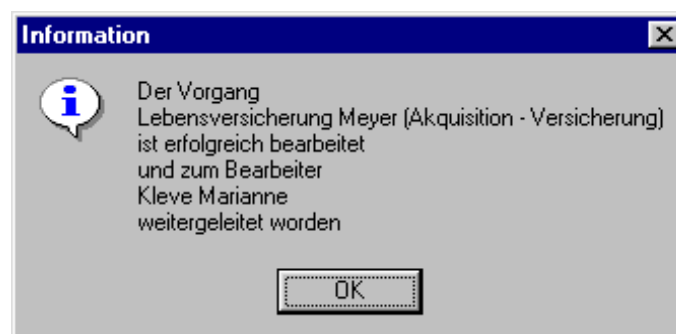 Information
Der Vorgang
Lebensversicherung Meyer (Akquisition - Versicherung)
ist erfolgreich bearbeitet
und zum Bearbeiter
Kleve Marianne
weitergeleitet worden
OK